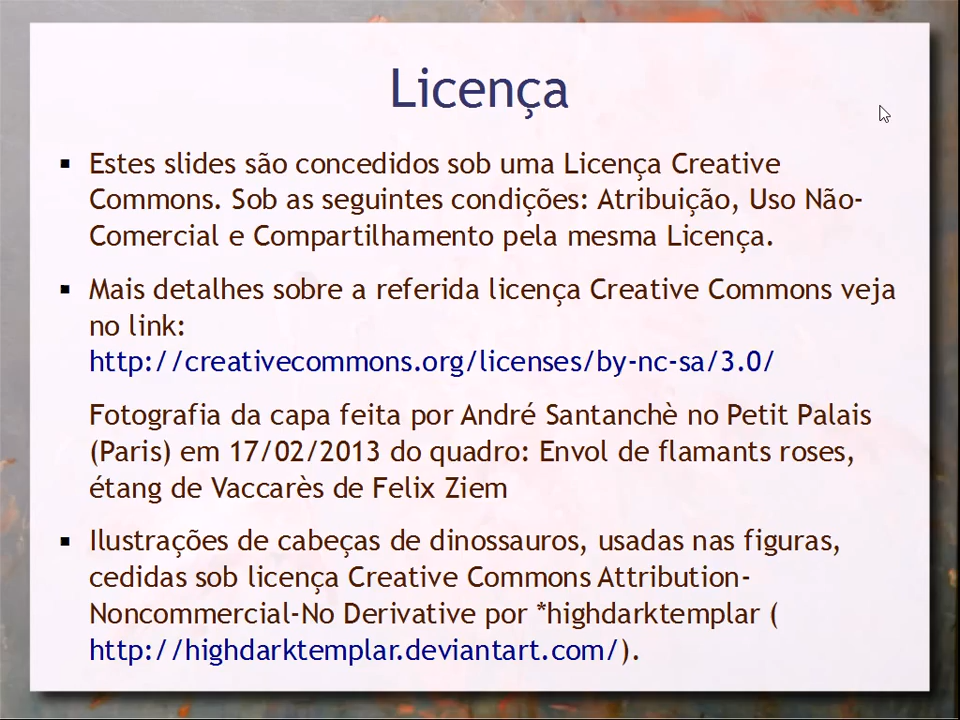 Licença
Estes slides são concedidos sob uma Licença Creative
Commons. Sob as seguintes condições: Atribuição, Uso Não-
Comercial e Compartilhamento pela mesma Licença.
Mais detalhes sobre a referida licença Creative Commons veja
no link:
http://creativecommons.org/licenses/by-nc-sa/3.0/
Fotografia da capa feita por André Santanchè no Petit Palais
(Paris) em 17/02/2013 do quadro: Envol de flamants roses,
étang de Vaccarès de Felix Ziem
Ilustrações de cabeças de dinossauros, usadas nas figuras,
cedidas sob licença Creative Commons Attribution-
Noncommercial-No Derivative por *highdarktemplar (
http://highdarktemplar.deviantart.com/).